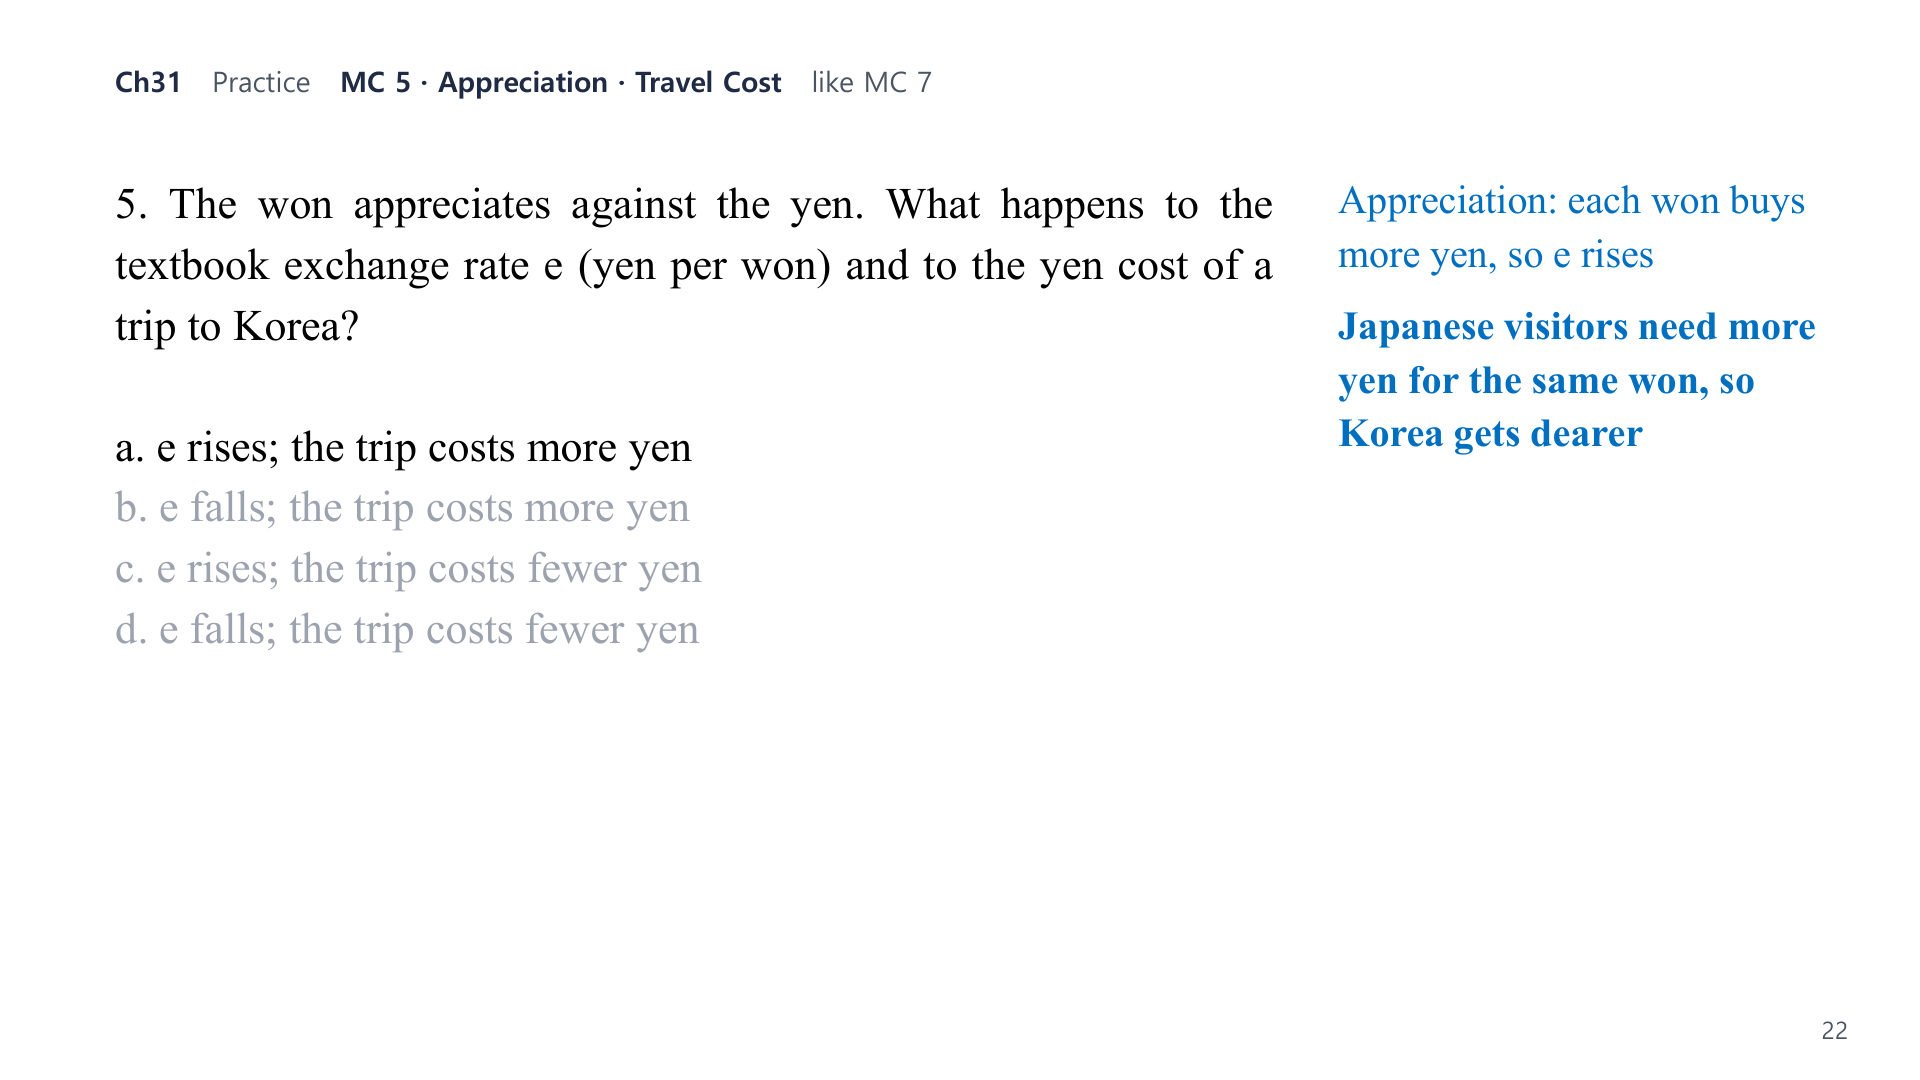 Ch31 Practice MC 5 · Appreciation · Travel Cost like MC 7
5. The won appreciates against the yen. What happens to the
textbook exchange rate e (yen per won) and to the yen cost of a
trip to Korea?
a. e rises; the trip costs more yen
b. e falls; the trip costs more yen
c. e rises; the trip costs fewer yen
d. e falls; the trip costs fewer yen
Appreciation: each won buys
more yen, so e rises
Japanese visitors need more
yen for the same won, so
Korea gets dearer
22